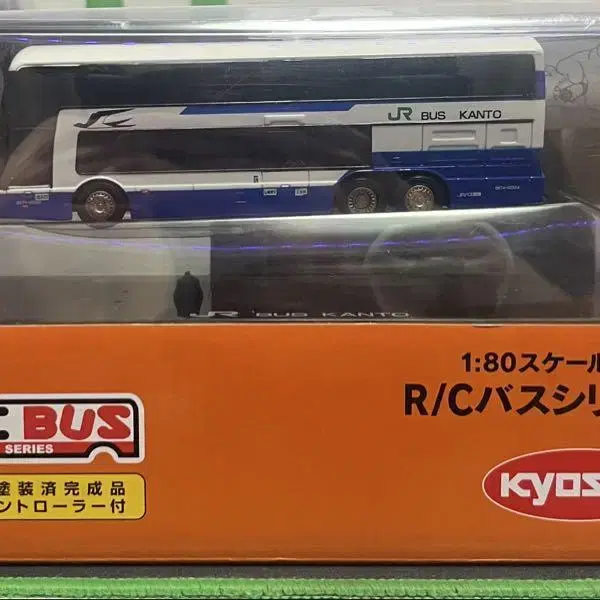 JR BUS KANTO
JR BUS KANTO
1:80スケール
R/Cバスシリ
C BUS
SERIES
塗装済完成品
ントローラー付
KYOS